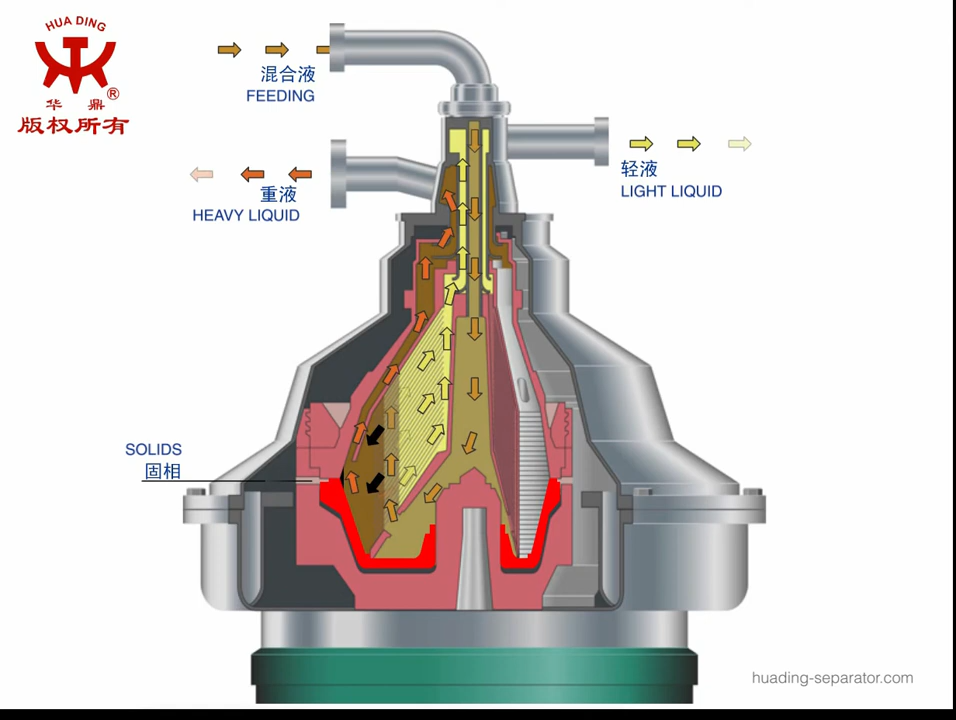 HUA DING
华 鼎®
版权所有
混合液
FEEDING
轻液
LIGHT LIQUID
重液
HEAVY LIQUID
SOLIDS
固相
huading-separator.com